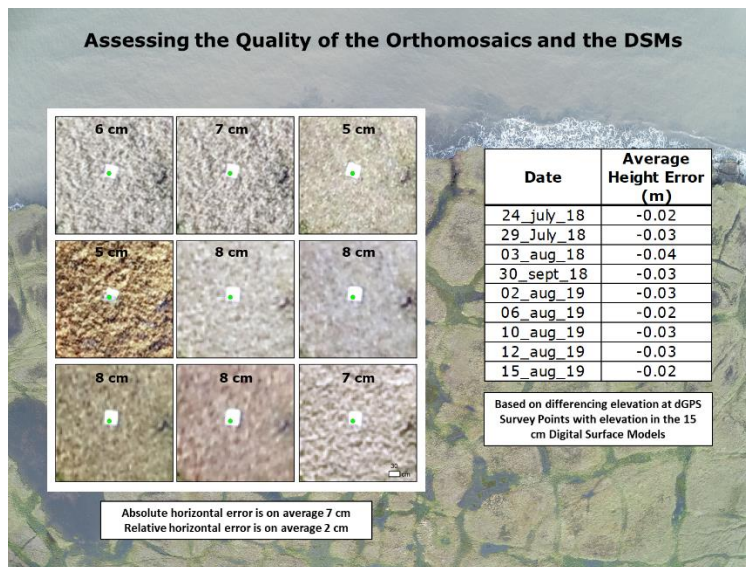 Assessing the Quality of the Orthomosaics and the DSMs
6 cm 7 cm 5 cm
5 cm 8 cm 8 cm
8 cm 8 cm 7 cm
cm
Absolute horizontal error is on average 7 cm
Relative horizontal error is on average 2 cm
Date Average Height Error (m)
24_july_18 -0.02
29_July_18 -0.03
03_aug_18 -0.04
30_sept_18 -0.03
02_aug_19 -0.03
06_aug_19 -0.02
10_aug_19 -0.03
12_aug_19 -0.03
15_aug_19 -0.02
Based on differencing elevation at dGPS
Survey Points with elevation in the 15
cm Digital Surface Models